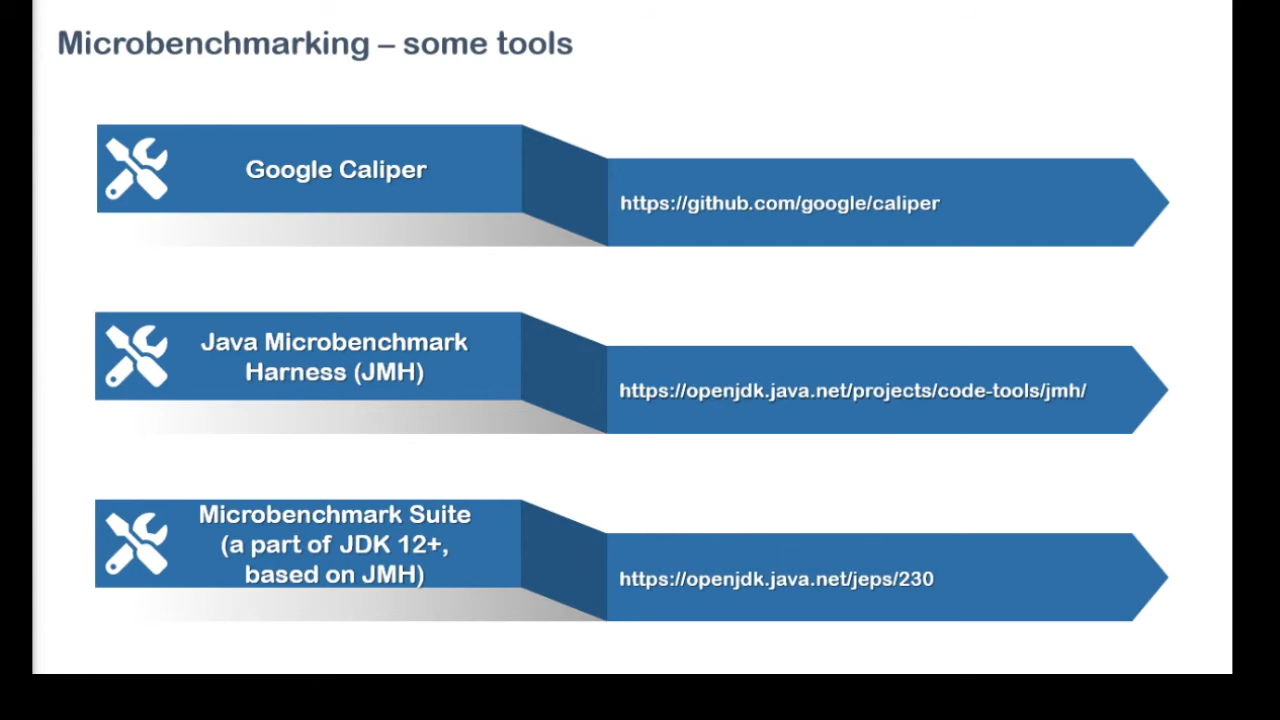 Microbenchmarking – some tools
Google Caliper
https://github.com/google/caliper
Java Microbenchmark
Harness (JMH)
https://openjdk.java.net/projects/code-tools/jmh/
Microbenchmark Suite
(a part of JDK 12+,
based on JMH)
https://openjdk.java.net/jeps/230